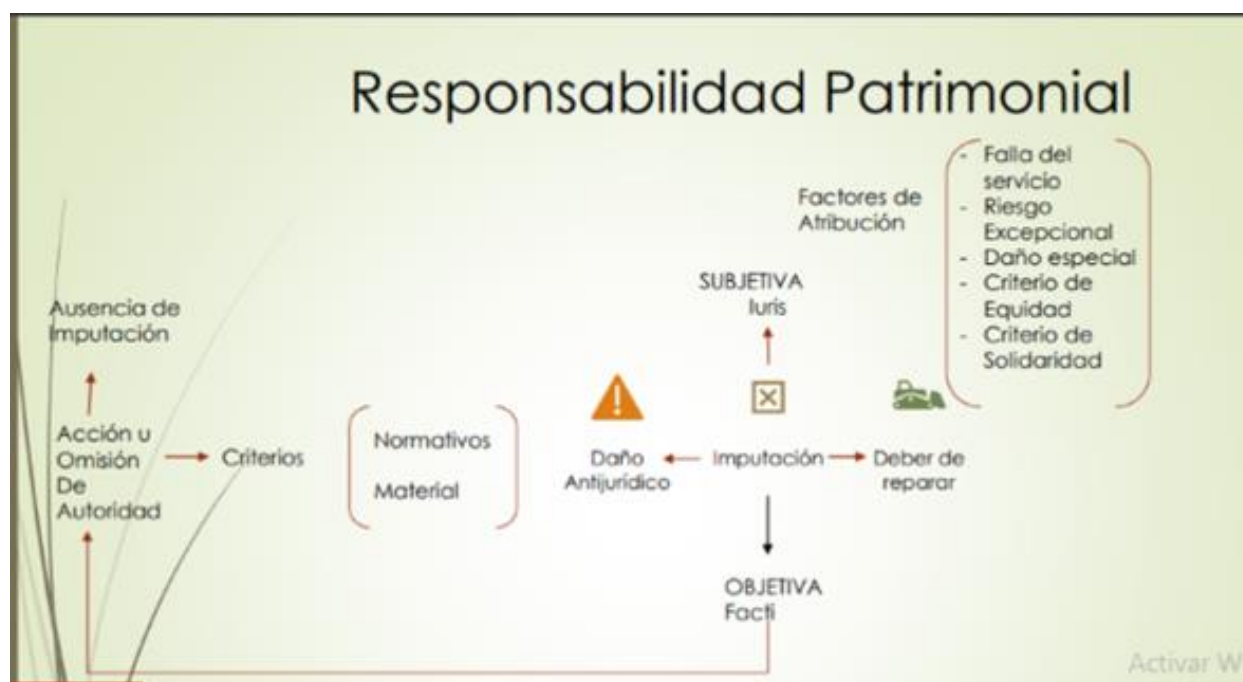 Responsabilidad Patrimonial
Factores de
Atribución
- Falla del
servicio
- Riesgo
Excepcional
- Daño especial
- Criterio de
Equidad
- Criterio de
Solidaridad
SUBJETIVA
Iuris
Ausencia de
Imputación
Acción u
Omisión
De
Autoridad
Criterios
Normativos
Material
Daño
Antijurídico
Imputación
Deber de
reparar
OBJETIVA
Facti
Activar W